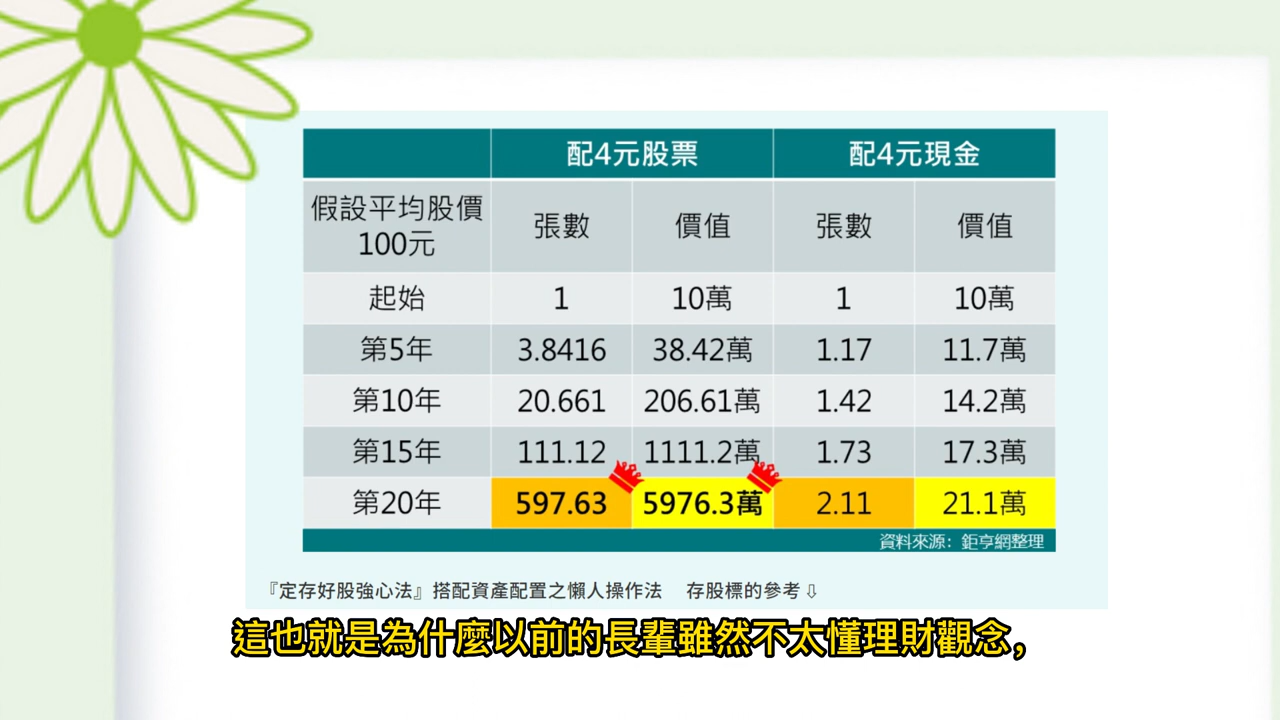 配4元股票 配4元現金
假設平均股價
100元 張數 價值 張數 價值
起始 1 10萬 1 10萬
第5年 3.8416 38.42萬 1.17 11.7萬
第10年 20.661 206.61萬 1.42 14.2萬
第15年 111.12 1111.2萬 1.73 17.3萬
第20年 597.63 5976.3萬 2.11 21.1萬
資料來源：鉅亨網整理
『定存好股強心法』搭配資產配置之懶人操作法 存股標的參考⇩
這也就是為什麼以前的長輩雖然不太懂理財觀念，